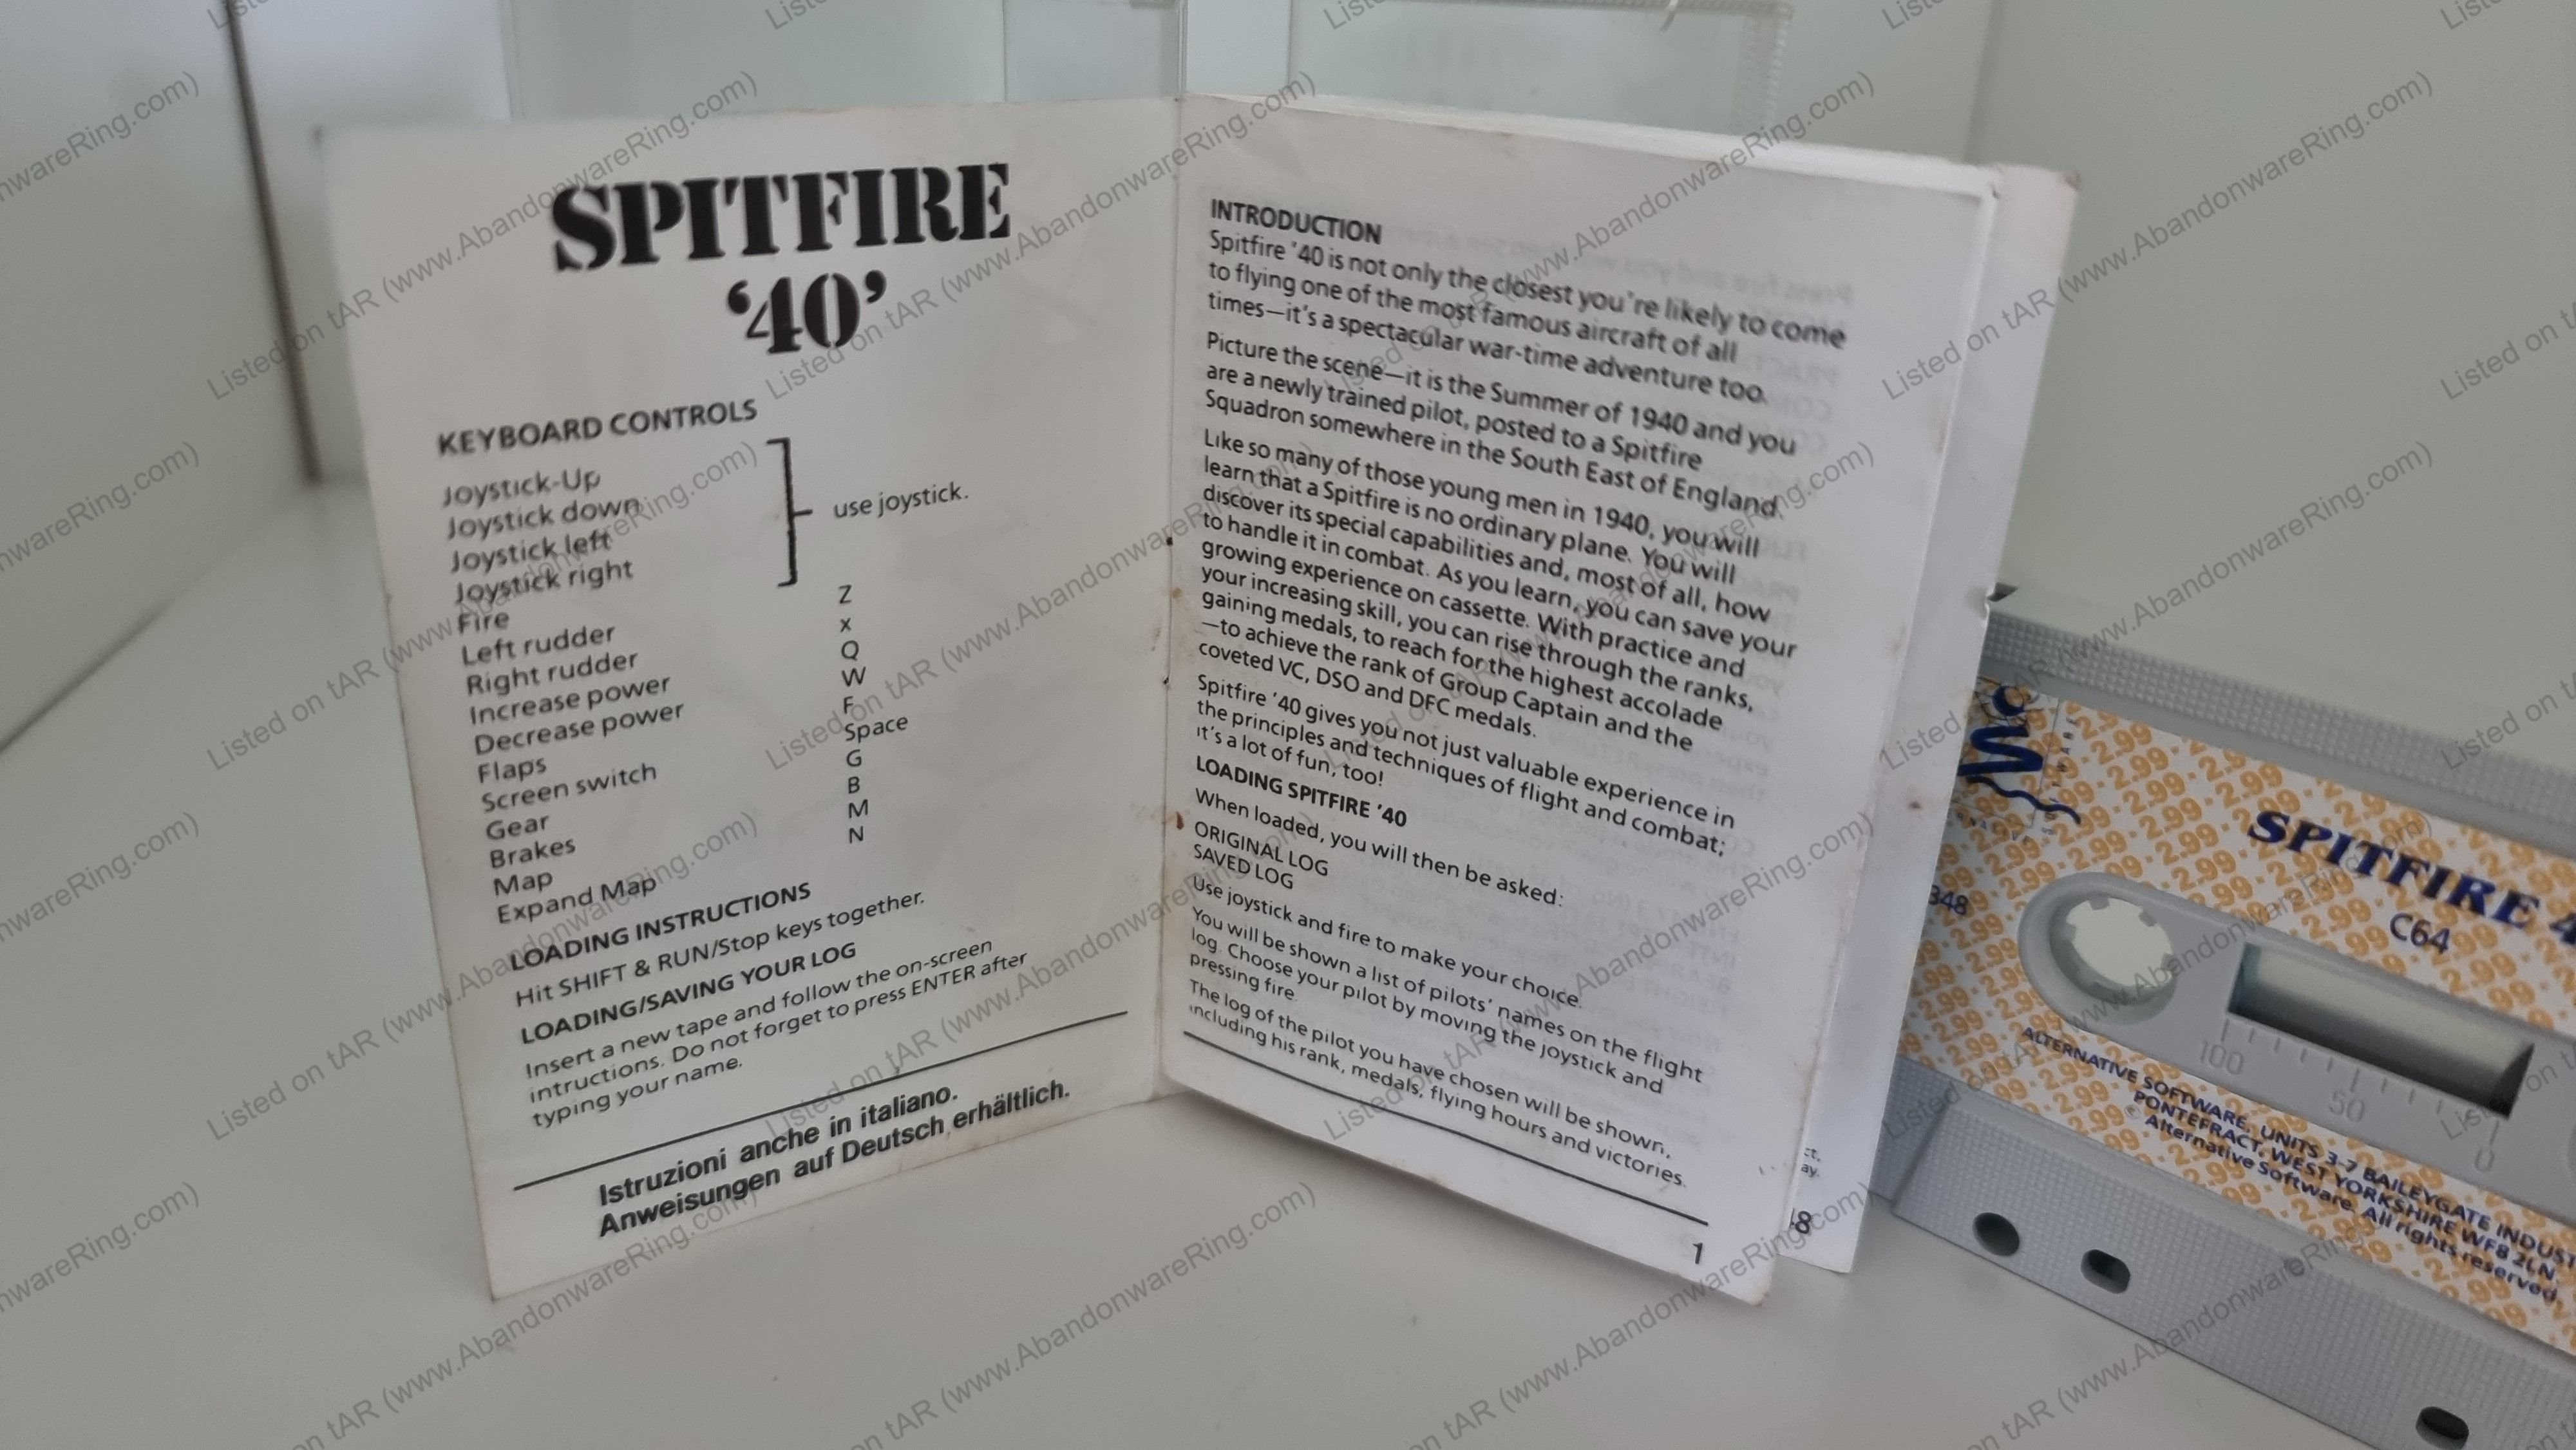 SPITFIRE
‘40’
KEYBOARD CONTROLS
Joystick-Up
Joystick down
Joystick left
Joystick right
use joystick.
Fire
Left rudder Z
Right rudder X
Increase power Q
Decrease power W
Flaps F
Screen switch Space
Gear G
Brakes B
Map M
Expand Map N
LOADING INSTRUCTIONS
Hit SHIFT & RUN/Stop keys together.
LOADING/SAVING YOUR LOG
Insert a new tape and follow the on-screen
intructions. Do not forget to press ENTER after
typing your name.
Istruzioni anche in italiano.
Anweisungen auf Deutsch erhältlich.
INTRODUCTION
Spitfire '40 is not only the closest you're likely to come
to flying one of the most famous aircraft of all
times—it's a spectacular war-time adventure too.
Picture the scene—it is the Summer of 1940 and you
are a newly trained pilot, posted to a Spitfire
Squadron somewhere in the South East of England.
Like so many of those young men in 1940, you will
learn that a Spitfire is no ordinary plane. You will
discover its special capabilities and, most of all, how
to handle it in combat. As you learn, you can save your
growing experience on cassette. With practice and
your increasing skill, you can rise through the ranks,
gaining medals, to reach for the highest accolade
—to achieve the rank of Group Captain and the
coveted VC, DSO and DFC medals.
Spitfire '40 gives you not just valuable experience in
the principles and techniques of flight and combat;
it's a lot of fun, too!
LOADING SPITFIRE '40
When loaded, you will then be asked:
ORIGINAL LOG
SAVED LOG
Use joystick and fire to make your choice.
You will be shown a list of pilots' names on the flight
log. Choose your pilot by moving the joystick and
pressing fire.
The log of the pilot you have chosen will be shown,
including his rank, medals, flying hours and victories.
1
ct.
ay.
8
348
SPITFIRE 4
C64
2.99
100 50 0
ALTERNATIVE SOFTWARE, UNITS 3-7 BAILEYGATE INDUST
PONTEFRACT, WEST YORKSHIRE WF8 2LN.
© Alternative Software. All rights reserved.
Listed on tAR (www.AbandonwareRing.com)